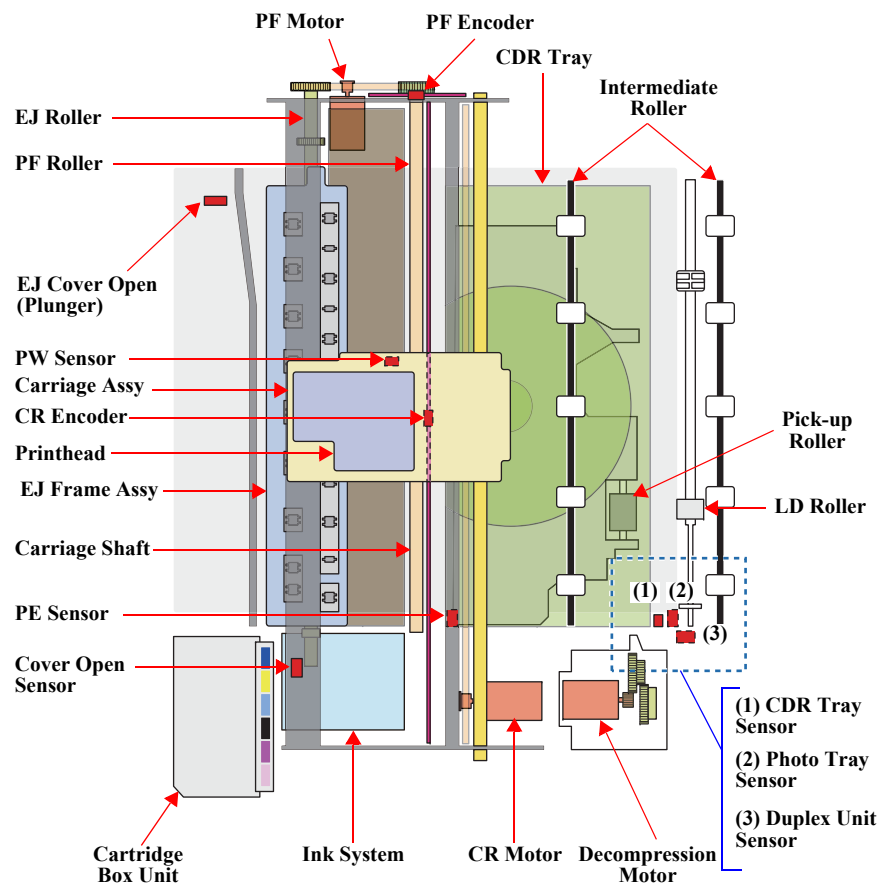 PF Motor
PF Encoder
CDR Tray
Intermediate
Roller
EJ Roller
PF Roller
EJ Cover Open
(Plunger)
PW Sensor
Carriage Assy
CR Encoder
Printhead
EJ Frame Assy
Carriage Shaft
PE Sensor
Cover Open
Sensor
Pick-up
Roller
LD Roller
(1)
(2)
(3)
(1) CDR Tray
Sensor
(2) Photo Tray
Sensor
(3) Duplex Unit
Sensor
Cartridge
Box Unit
Ink System
CR Motor
Decompression
Motor